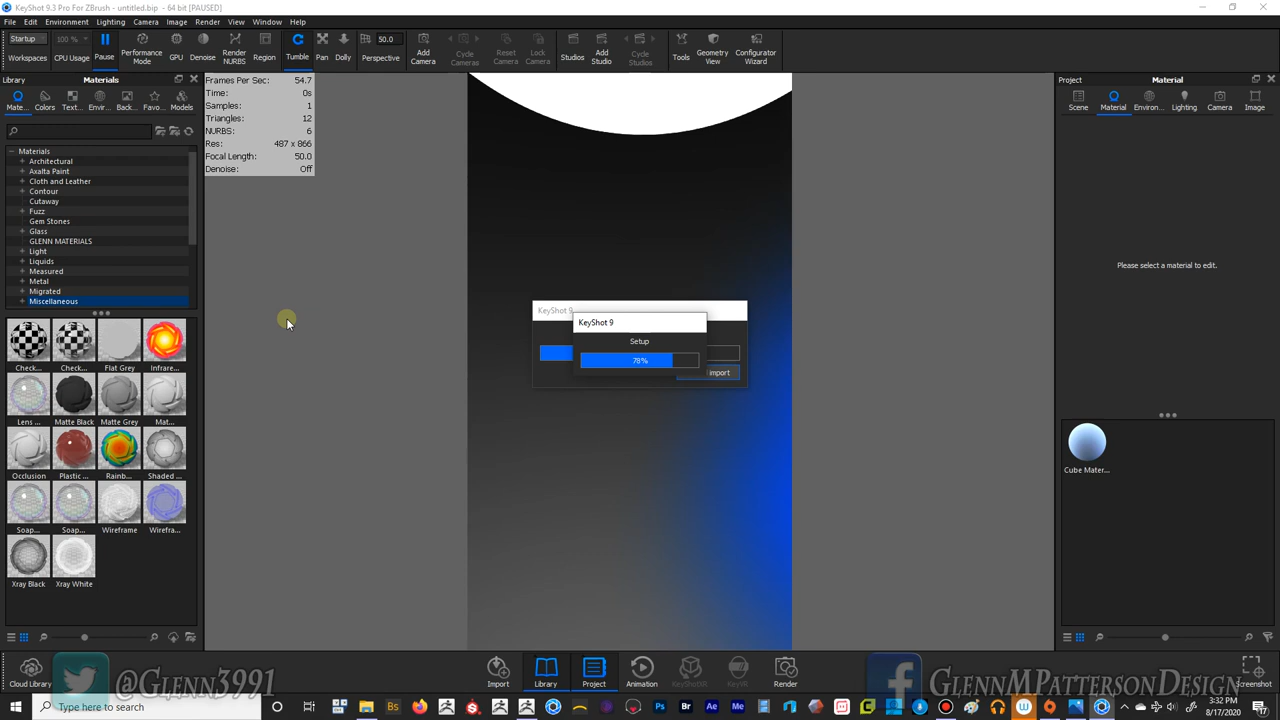 KeyShot 9.3 Pro For ZBrush - untitled.bip - 64 bit [PAUSED]
File Edit Environment Lighting Camera Image Render View Window Help
Startup
Workspaces
100 %
CPU Usage
Pause
Performance Mode
GPU
Denoise
Render NURBS
Region
Tumble
Pan
Dolly
50.0
Perspective
Add Camera
Cycle Cameras
Reset Camera
Lock Camera
Studios
Add Studio
Cycle Studios
Tools
Geometry View
Configurator Wizard
Library
Materials
Mate... Colors Text... Envir... Back... Favo... Models
Materials
Architectural
Axalta Paint
Cloth and Leather
Contour
Cutaway
Fuzz
Gem Stones
Glass
GLENN MATERIALS
Light
Liquids
Measured
Metal
Migrated
Miscellaneous
Check... Check... Flat Grey Infrare...
Lens ... Matte Black Matte Grey Mat...
Occlusion Plastic ... Rainb... Shaded ...
Soap... Soap... Wireframe Wirefra...
Xray Black Xray White
Frames Per Sec: 54.7
Time: 0s
Samples: 1
Triangles: 12
NURBS: 6
Res: 487 x 866
Focal Length: 50.0
Denoise: Off
KeyShot 9
KeyShot 9
Setup
78%
import
Project
Material
Scene Material Environ... Lighting Camera Image
Please select a material to edit.
Cube Mater...
Cloud Library
Import
Library
Project
Animation
KeyShotXR
KeyVR
Render
Screenshot
@Glenn3991
GlennMPattersonDesign
Type here to search
3:32 PM
8/17/2020